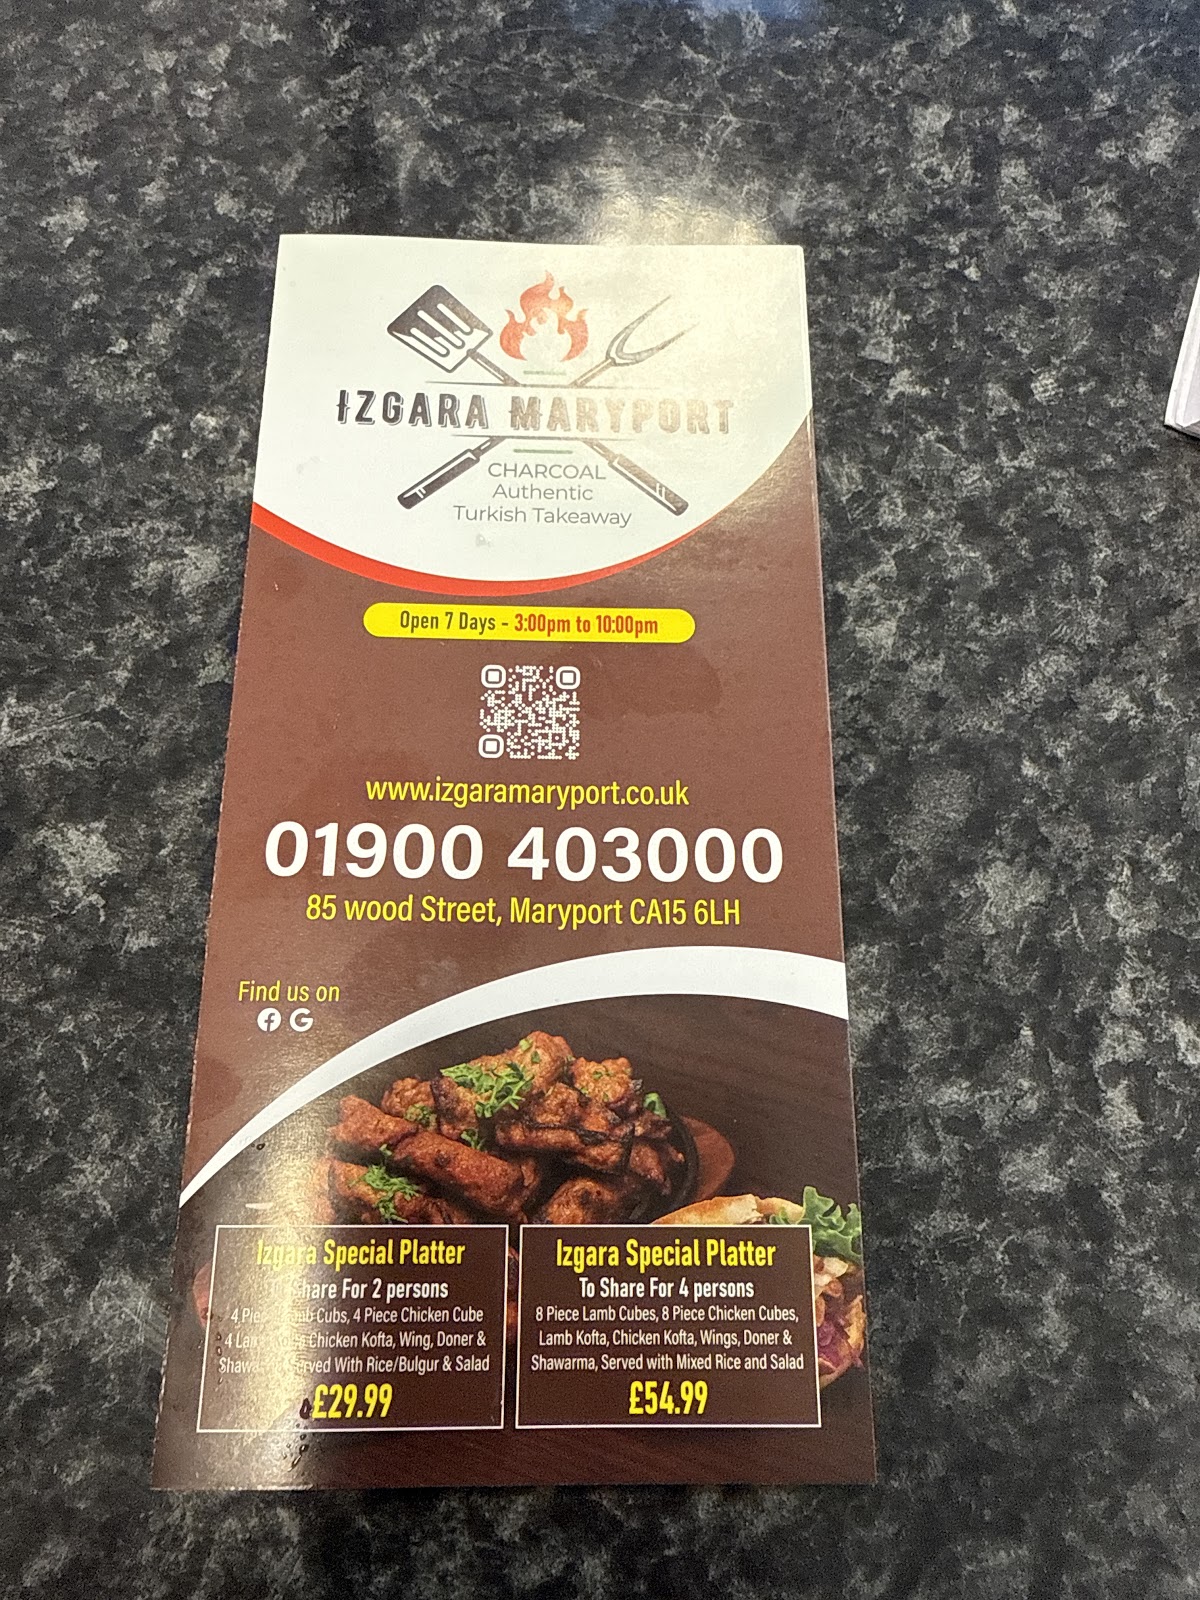 IZGARA MARYPORT
CHARCOAL
Authentic
Turkish Takeaway
Open 7 Days - 3:00pm to 10:00pm
www.izgaramaryport.co.uk
01900 403000
85 wood Street, Maryport CA15 6LH
Find us on
Izgara Special Platter
Share For 2 persons
4 Cubs, 4 Piece Chicken Cube
4 Chicken Kofta, Wing, Doner &
With Rice/Bulgur & Salad
£29.99
Izgara Special Platter
To Share For 4 persons
8 Piece Lamb Cubes, 8 Piece Chicken Cubes,
Lamb Kofta, Chicken Kofta, Wings, Doner &
Shawarma, Served with Mixed Rice and Salad
£54.99